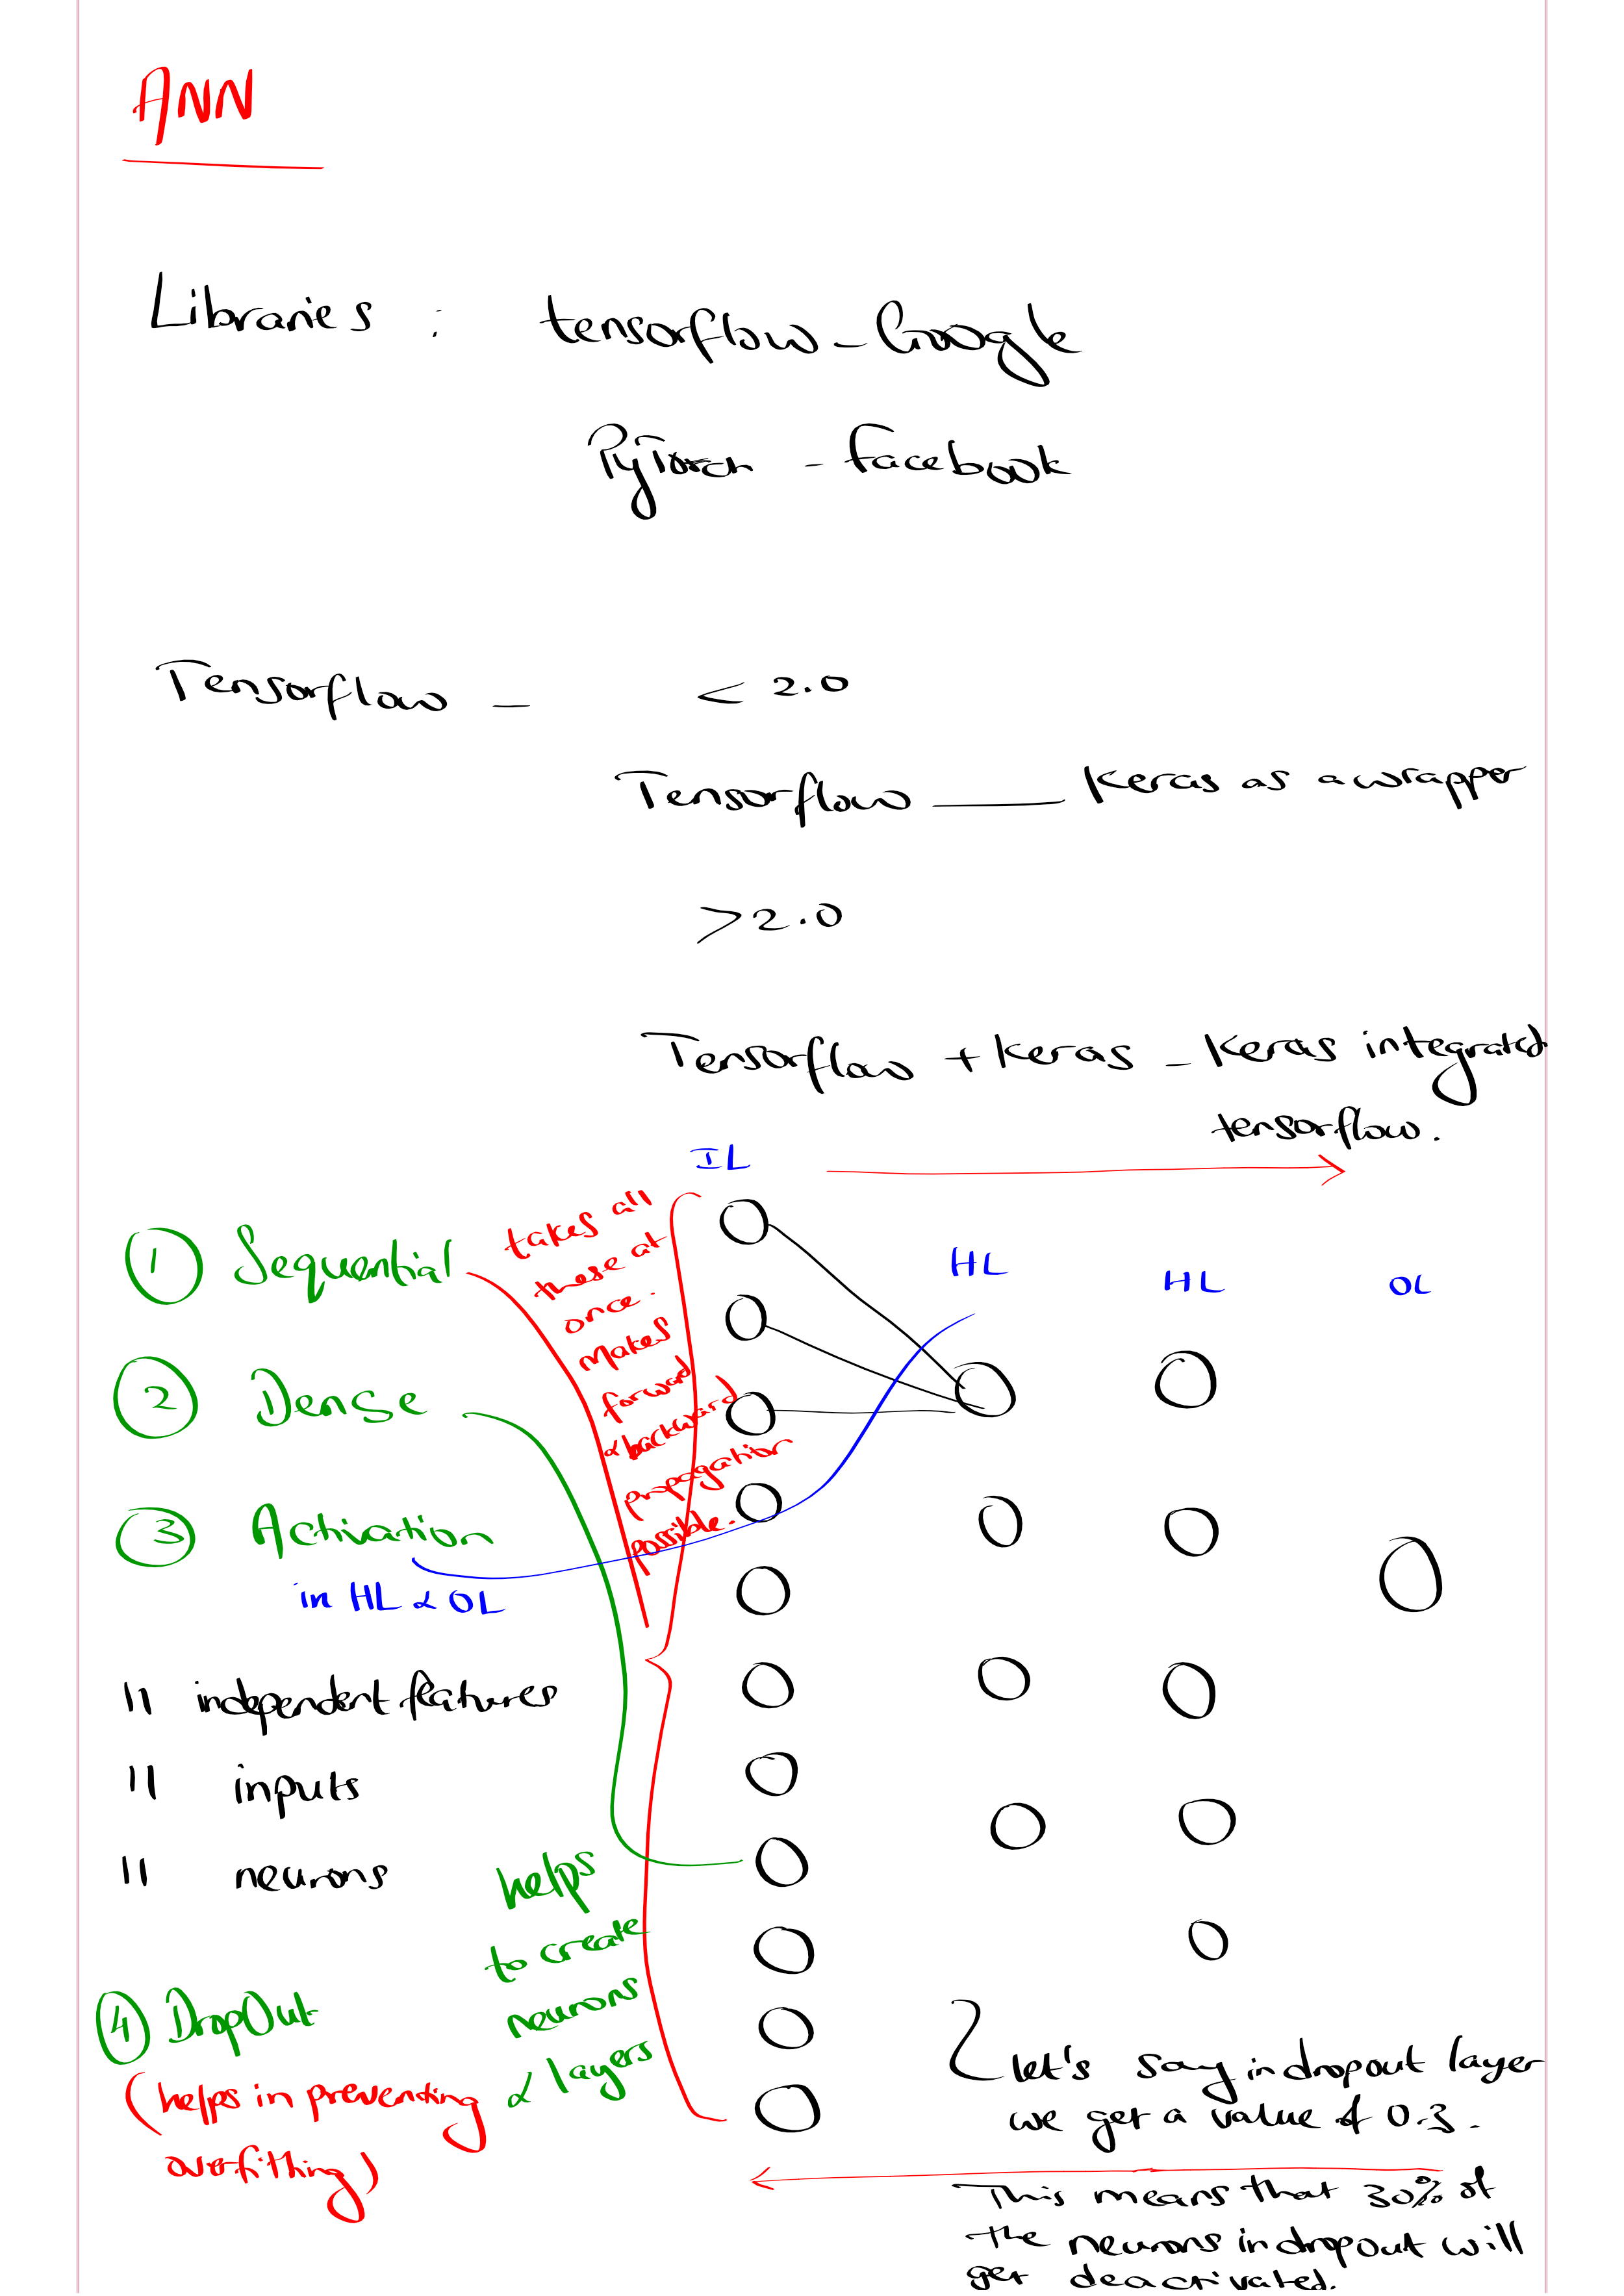 ANN
Libraries : tensorflow - Google
PyTorch - Facebook
Tensorflow - < 2.0
Tensorflow — Keras as a wrapper
>2.0
Tensorflow + Keras - Keras integrated
tensorflow.
IL
HL
HL
OL
① Sequential
takes all
these at
once.
Makes
forward
& backward
propagation
possible.
② Dense
③ Activation
in HL & OL
11 independent features
11 inputs
11 neurons
helps
to create
neurons
& layers
④ DropOut
(helps in preventing
overfitting)
let's say in dropout layer
we get a value of 0.3.
This means that 30% of
the neurons in dropout will
get deactivated.